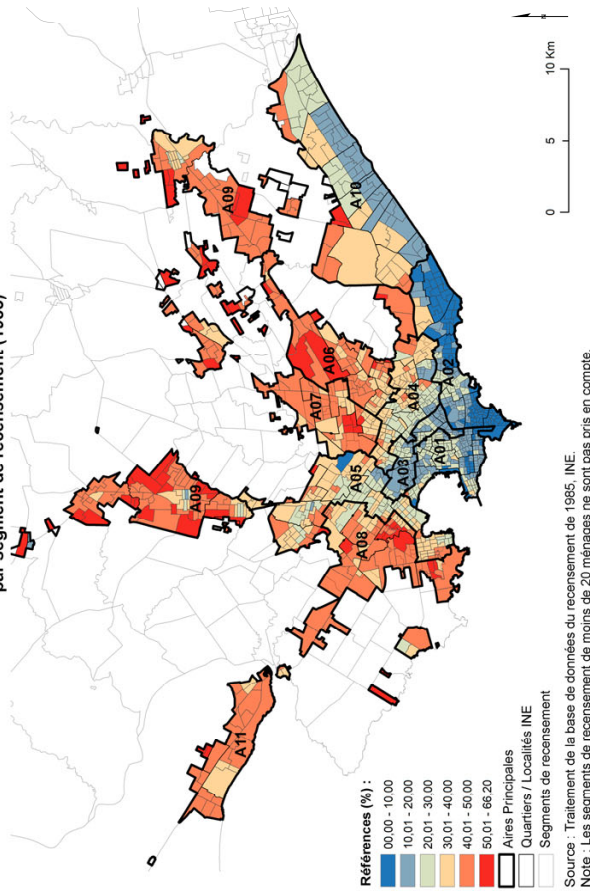 par segment de recensement (1985)
N
A09
A09
A10
A06
A07
A04
A02
A05
A03
A01
A08
A11
0 5 10 Km
Références (%) :
00,00 - 10.00
10,01 - 20.00
20,01 - 30.00
30,01 - 40.00
40,01 - 50.00
50,01 - 66.20
Aires Principales
Quartiers / Localités INE
Segments de recensement
Source : Traitement de la base de données du recensement de 1985, INE.
Note : Les segments de recensement de moins de 20 ménages ne sont pas pris en compte.